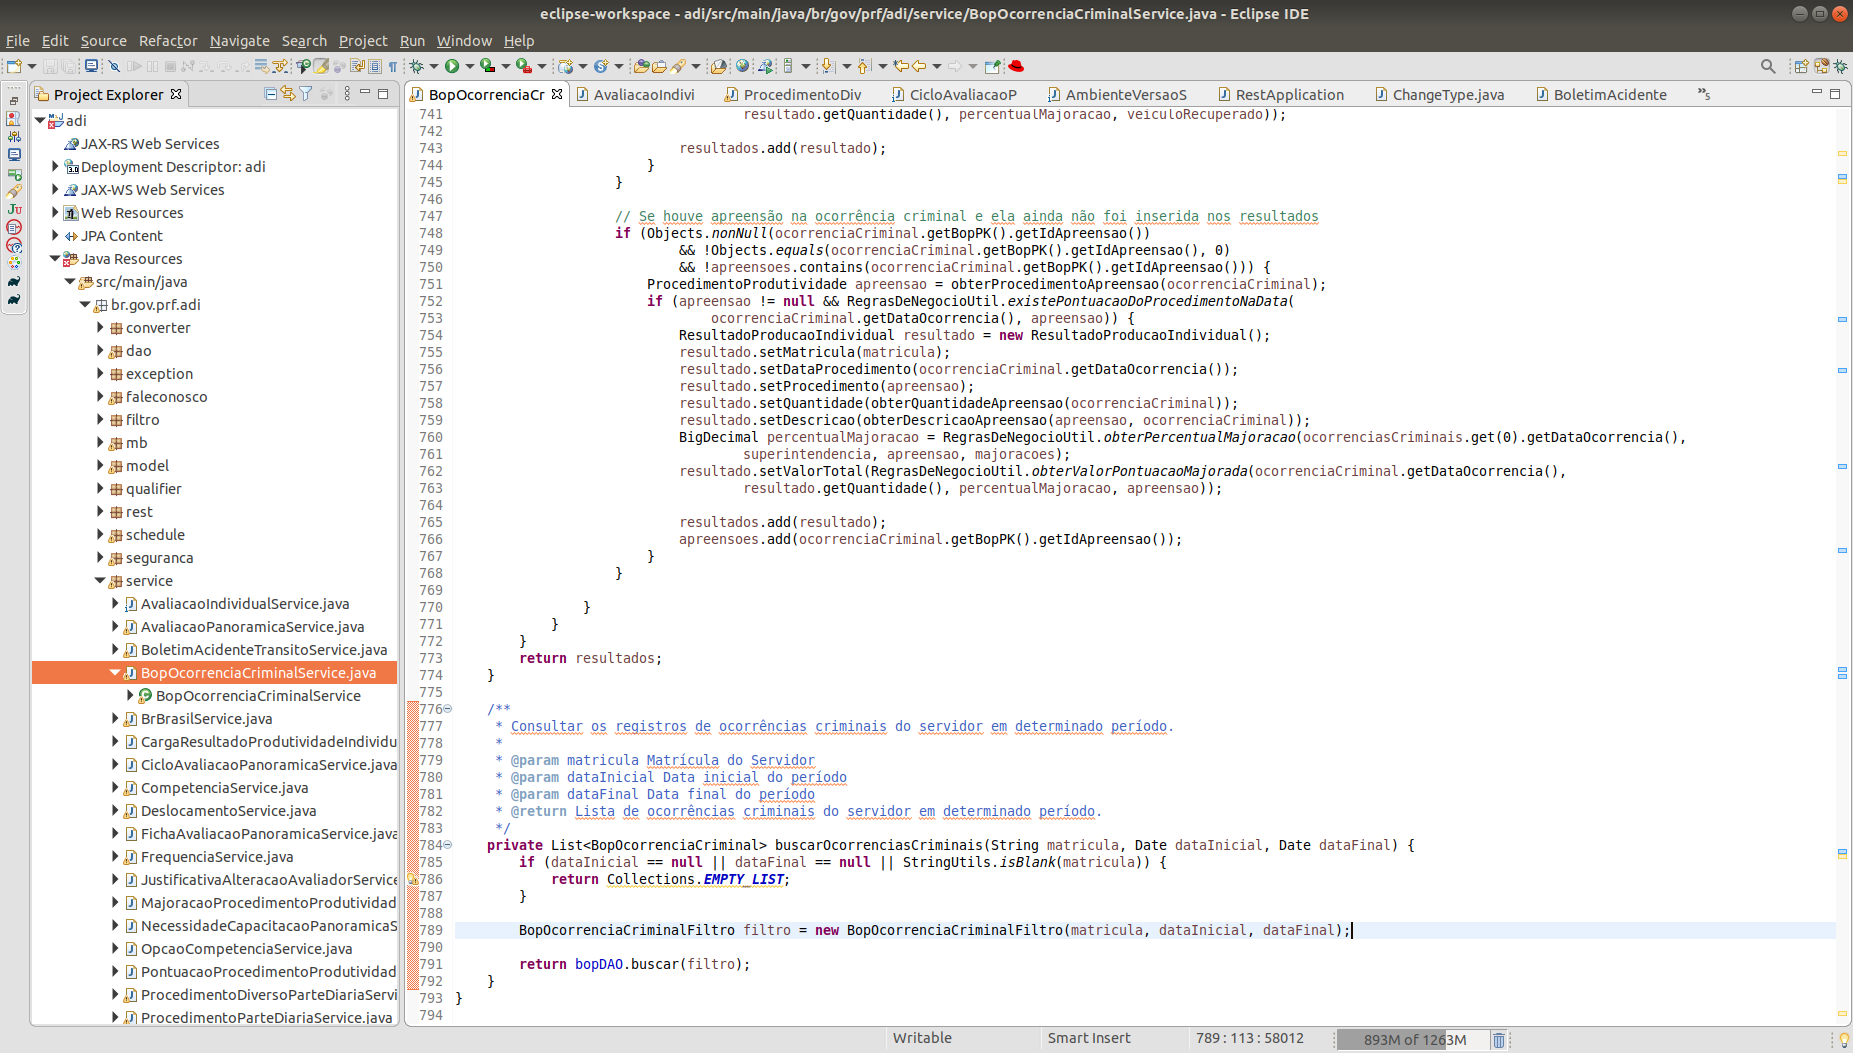 eclipse-workspace - adi/src/main/java/br/gov/prf/adi/service/BopOcorrenciaCriminalService.java - Eclipse IDE
File Edit Source Refactor Navigate Search Project Run Window Help
Project Explorer
adi
JAX-RS Web Services
Deployment Descriptor: adi
JAX-WS Web Services
Web Resources
JPA Content
Java Resources
src/main/java
br.gov.prf.adi
converter
dao
exception
faleconosco
filtro
mb
model
qualifier
rest
schedule
seguranca
service
AvaliacaoIndividualService.java
AvaliacaoPanoramicaService.java
BoletimAcidenteTransitoService.java
BopOcorrenciaCriminalService.java
BopOcorrenciaCriminalService
BrBrasilService.java
CargaResultadoProdutividadeIndividu
CicloAvaliacaoPanoramicaService.java
CompetenciaService.java
DeslocamentoService.java
FichaAvaliacaoPanoramicaService.java
FrequenciaService.java
JustificativaAlteracaoAvaliadorService
MajoracaoProcedimentoProdutividad
NecessidadeCapacitacaoPanoramicaS
OpcaoCompetenciaService.java
PontuacaoProcedimentoProdutividad
ProcedimentoDiversoParteDiariaServi
ProcedimentoParteDiariaService.java
BopOcorrenciaCr AvaliacaoIndivi ProcedimentoDiv CicloAvaliacaoP AmbienteVersaoS RestApplication ChangeType.java BoletimAcidente »5
741 resultado.getQuantidade(), percentualMajoracao, veiculoRecuperado));
742
743 resultados.add(resultado);
744 }
745 }
746
747 // Se houve apreensão na ocorrência criminal e ela ainda não foi inserida nos resultados
748 if (Objects.nonNull(ocorrenciaCriminal.getBopPK().getIdApreensao())
749 && !Objects.equals(ocorrenciaCriminal.getBopPK().getIdApreensao(), 0)
750 && !apreensoes.contains(ocorrenciaCriminal.getBopPK().getIdApreensao())) {
751 ProcedimentoProdutividade apreensao = obterProcedimentoApreensao(ocorrenciaCriminal);
752 if (apreensao != null && RegrasDeNegocioUtil.existePontuacaoDoProcedimentoNaData(
753 ocorrenciaCriminal.getDataOcorrencia(), apreensao)) {
754 ResultadoProducaoIndividual resultado = new ResultadoProducaoIndividual();
755 resultado.setMatricula(matricula);
756 resultado.setDataProcedimento(ocorrenciaCriminal.getDataOcorrencia());
757 resultado.setProcedimento(apreensao);
758 resultado.setQuantidade(obterQuantidadeApreensao(ocorrenciaCriminal));
759 resultado.setDescricao(obterDescricaoApreensao(apreensao, ocorrenciaCriminal));
760 BigDecimal percentualMajoracao = RegrasDeNegocioUtil.obterPercentualMajoracao(ocorrenciasCriminais.get(0).getDataOcorrencia(),
761 superintendencia, apreensao, majoracoes);
762 resultado.setValorTotal(RegrasDeNegocioUtil.obterValorPontuacaoMajorada(ocorrenciaCriminal.getDataOcorrencia(),
763 resultado.getQuantidade(), percentualMajoracao, apreensao));
764
765 resultados.add(resultado);
766 apreensoes.add(ocorrenciaCriminal.getBopPK().getIdApreensao());
767 }
768 }
769
770 }
771 }
772 }
773 return resultados;
774 }
775
776 /**
777 * Consultar os registros de ocorrências criminais do servidor em determinado período.
778 *
779 * @param matricula Matrícula do Servidor
780 * @param dataInicial Data inicial do período
781 * @param dataFinal Data final do período
782 * @return Lista de ocorrências criminais do servidor em determinado período.
783 */
784 private List<BopOcorrenciaCriminal> buscarOcorrenciasCriminais(String matricula, Date dataInicial, Date dataFinal) {
785 if (dataInicial == null || dataFinal == null || StringUtils.isBlank(matricula)) {
786 return Collections.EMPTY_LIST;
787 }
788
789 BopOcorrenciaCriminalFiltro filtro = new BopOcorrenciaCriminalFiltro(matricula, dataInicial, dataFinal);
790
791 return bopDAO.buscar(filtro);
792 }
793 }
794
Writable Smart Insert 789 : 113 : 58012 893M of 1263M